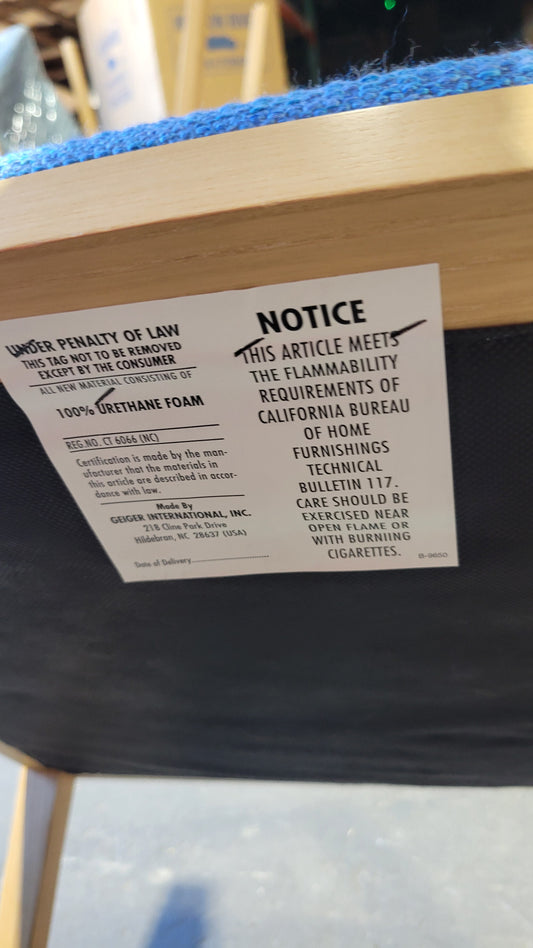 UNDER PENALTY OF LAW
THIS TAG NOT TO BE REMOVED
EXCEPT BY THE CONSUMER
ALL NEW MATERIAL CONSISTING OF
100% URETHANE FOAM
REG.NO. CT 6066 (NC)
Certification is made by the man-
ufacturer that the materials in
this article are described in accor-
dance with law.
Made By
GEIGER INTERNATIONAL, INC.
218 Cline Park Drive
Hildebran, NC 28637 (USA)
Date of Delivery
NOTICE
THIS ARTICLE MEETS
THE FLAMMABILITY
REQUIREMENTS OF
CALIFORNIA BUREAU
OF HOME
FURNISHINGS
TECHNICAL
BULLETIN 117.
CARE SHOULD BE
EXERCISED NEAR
OPEN FLAME OR
WITH BURNIING
CIGARETTES.
B-9650